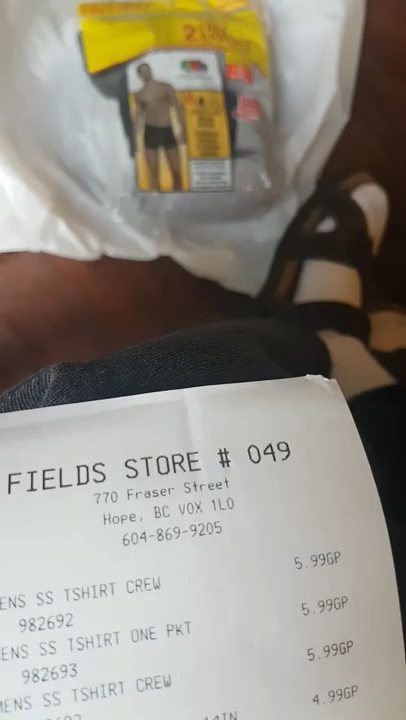 2
FIELDS STORE # 049
770 Fraser Street
Hope, BC V0X 1L0
604-869-9205
5.99GP
ENS SS TSHIRT CREW
982692
5.99GP
ENS SS TSHIRT ONE PKT
982693
5.99GP
MENS SS TSHIRT CREW
4.99GP